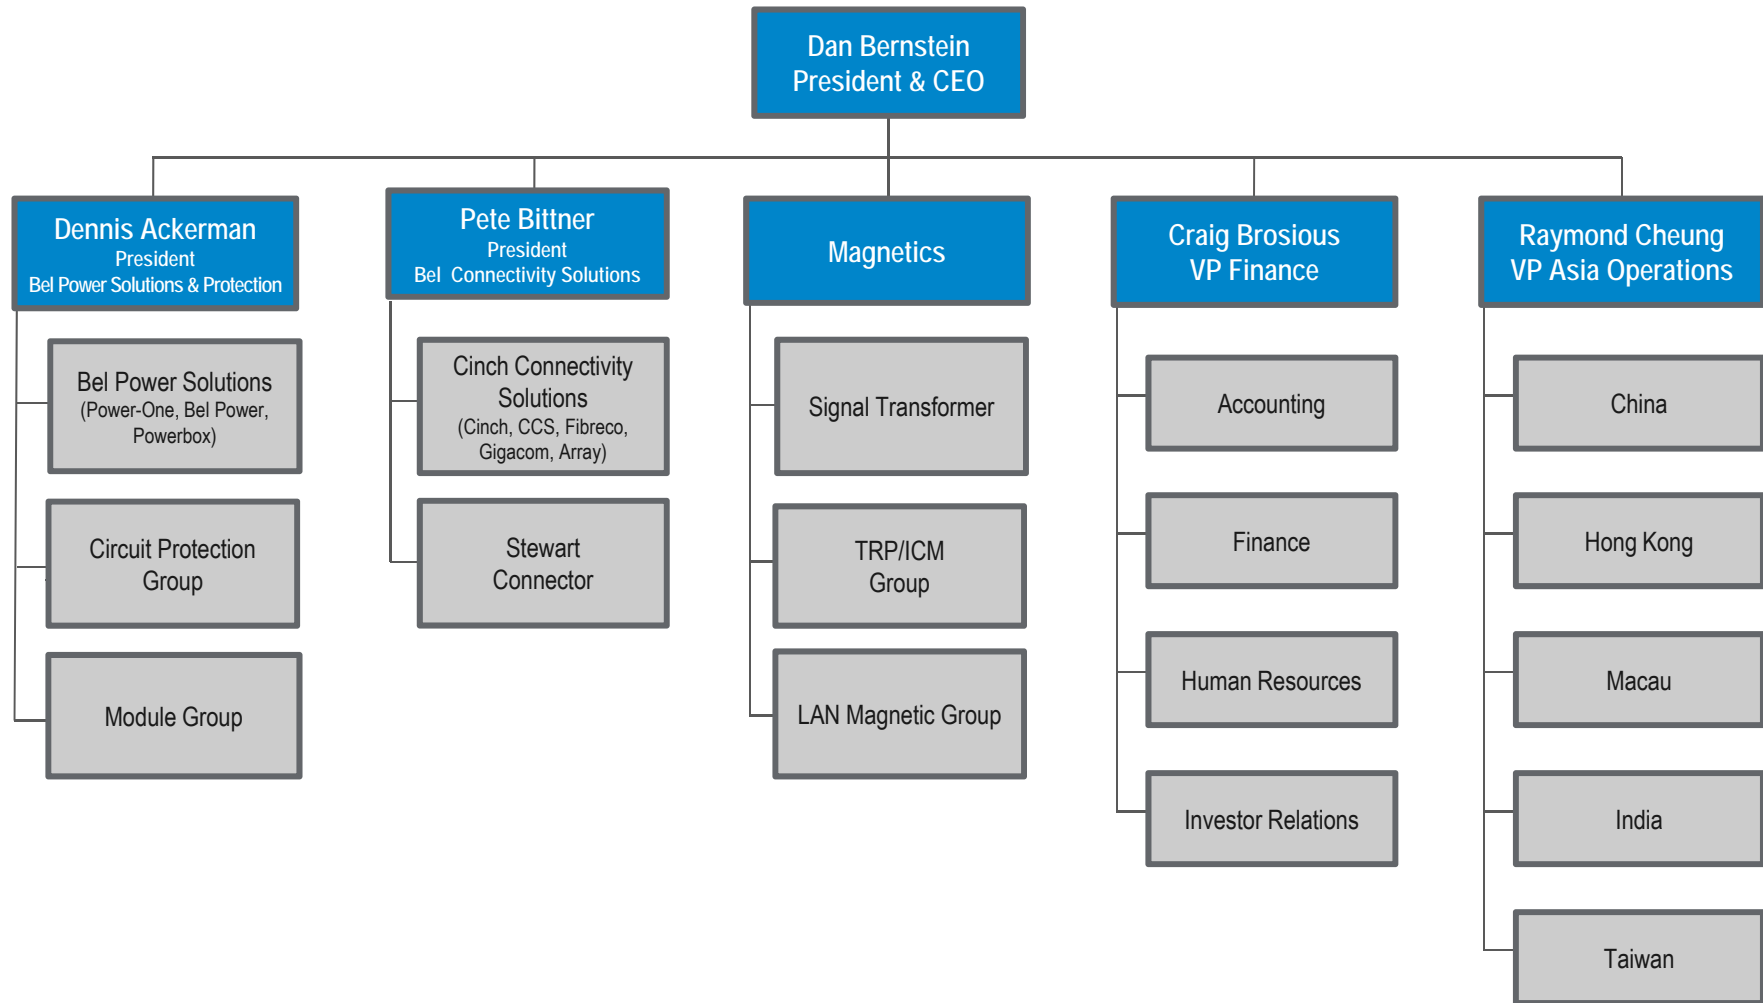 Dan Bernstein
President & CEO
Dennis Ackerman
President
Bel Power Solutions & Protection
Bel Power Solutions
(Power-One, Bel Power,
Powerbox)
Circuit Protection
Group
Module Group
Pete Bittner
President
Bel Connectivity Solutions
Cinch Connectivity
Solutions
(Cinch, CCS, Fibreco,
Gigacom, Array)
Stewart
Connector
Magnetics
Signal Transformer
TRP/ICM
Group
LAN Magnetic Group
Craig Brosious
VP Finance
Accounting
Finance
Human Resources
Investor Relations
Raymond Cheung
VP Asia Operations
China
Hong Kong
Macau
India
Taiwan